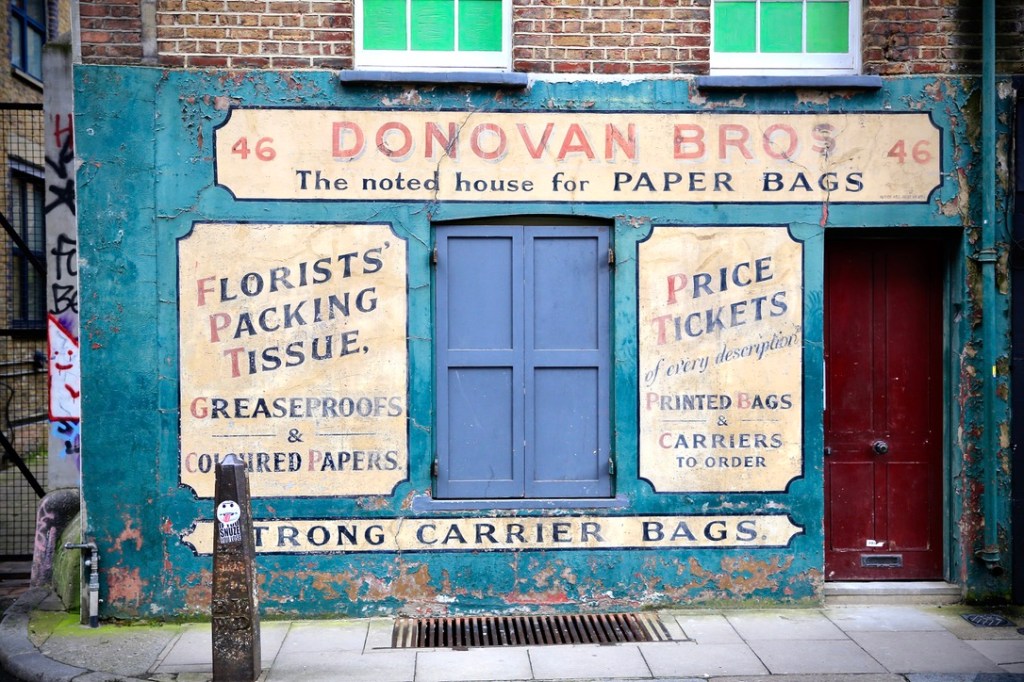 46 DONOVAN BROS 46
The noted house for PAPER BAGS
FLORISTS'
PACKING
TISSUE,
GREASEPROOFS
&
COLOURED PAPERS.
PRICE
TICKETS
of every description
PRINTED BAGS
&
CARRIERS
TO ORDER
STRONG CARRIER BAGS.